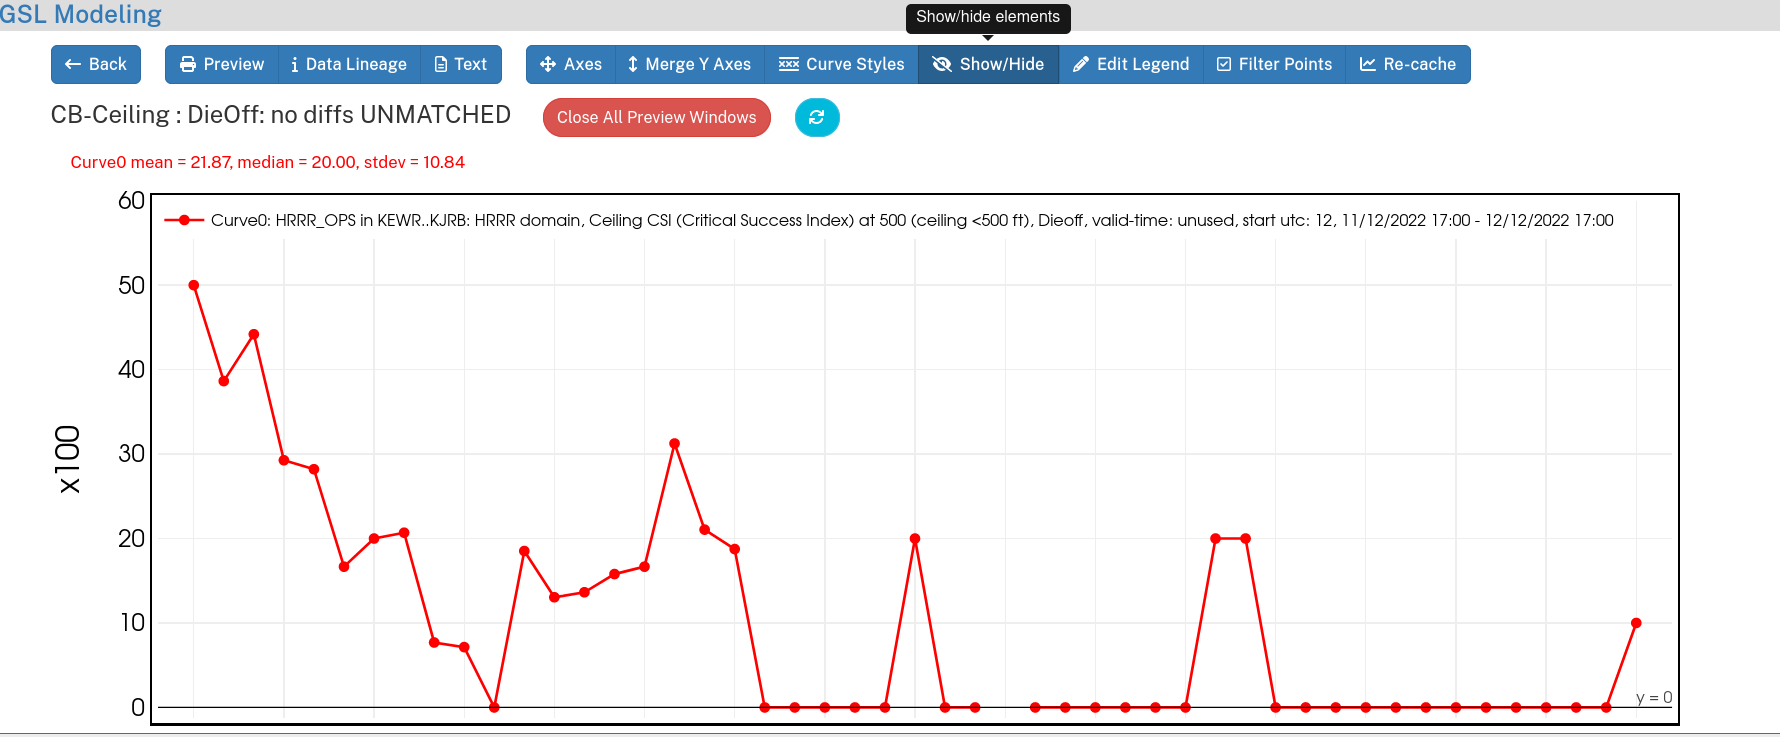 GSL Modeling
Show/hide elements
Back Preview Data Lineage Text Axes Merge Y Axes Curve Styles Show/Hide Edit Legend Filter Points Re-cache
CB-Ceiling : DieOff: no diffs UNMATCHED Close All Preview Windows
Curve0 mean = 21.87, median = 20.00, stdev = 10.84
60
Curve0: HRRR_OPS in KEWR..KJRB: HRRR domain, Ceiling CSI (Critical Success Index) at 500 (ceiling <500 ft), Dieoff, valid-time: unused, start utc: 12, 11/12/2022 17:00 - 12/12/2022 17:00
50
40
x100
30
20
10
y = 0
0